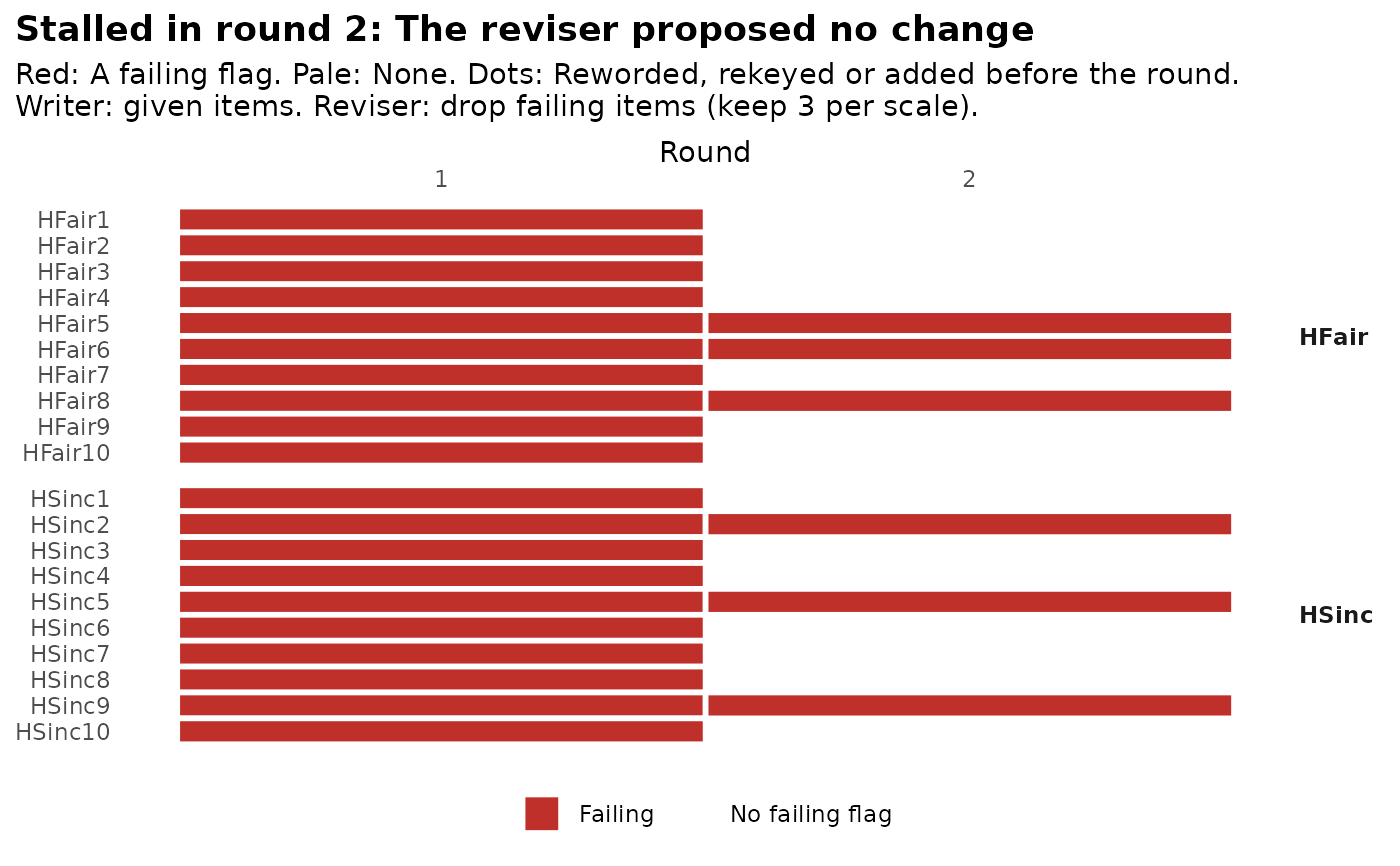 Stalled in round 2: The reviser proposed no change
Red: A failing flag. Pale: None. Dots: Reworded, rekeyed or added before the round.
Writer: given items. Reviser: drop failing items (keep 3 per scale).
Round
1 2
HFair1
HFair2
HFair3
HFair4
HFair5
HFair6
HFair7
HFair8
HFair9
HFair10
HFair
HSinc1
HSinc2
HSinc3
HSinc4
HSinc5
HSinc6
HSinc7
HSinc8
HSinc9
HSinc10
HSinc
Failing No failing flag